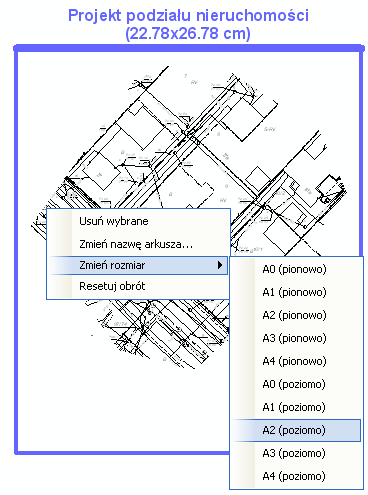 Projekt podziału nieruchomości
(22.78x26.78 cm)
Usuń wybrane
Zmień nazwę arkusza...
Zmień rozmiar
Resetuj obrót
A0 (pionowo)
A1 (pionowo)
A2 (pionowo)
A3 (pionowo)
A4 (pionowo)
A0 (poziomo)
A1 (poziomo)
A2 (poziomo)
A3 (poziomo)
A4 (poziomo)